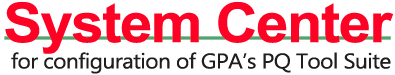 System Center
for configuration of GPA's PQ Tool Suite